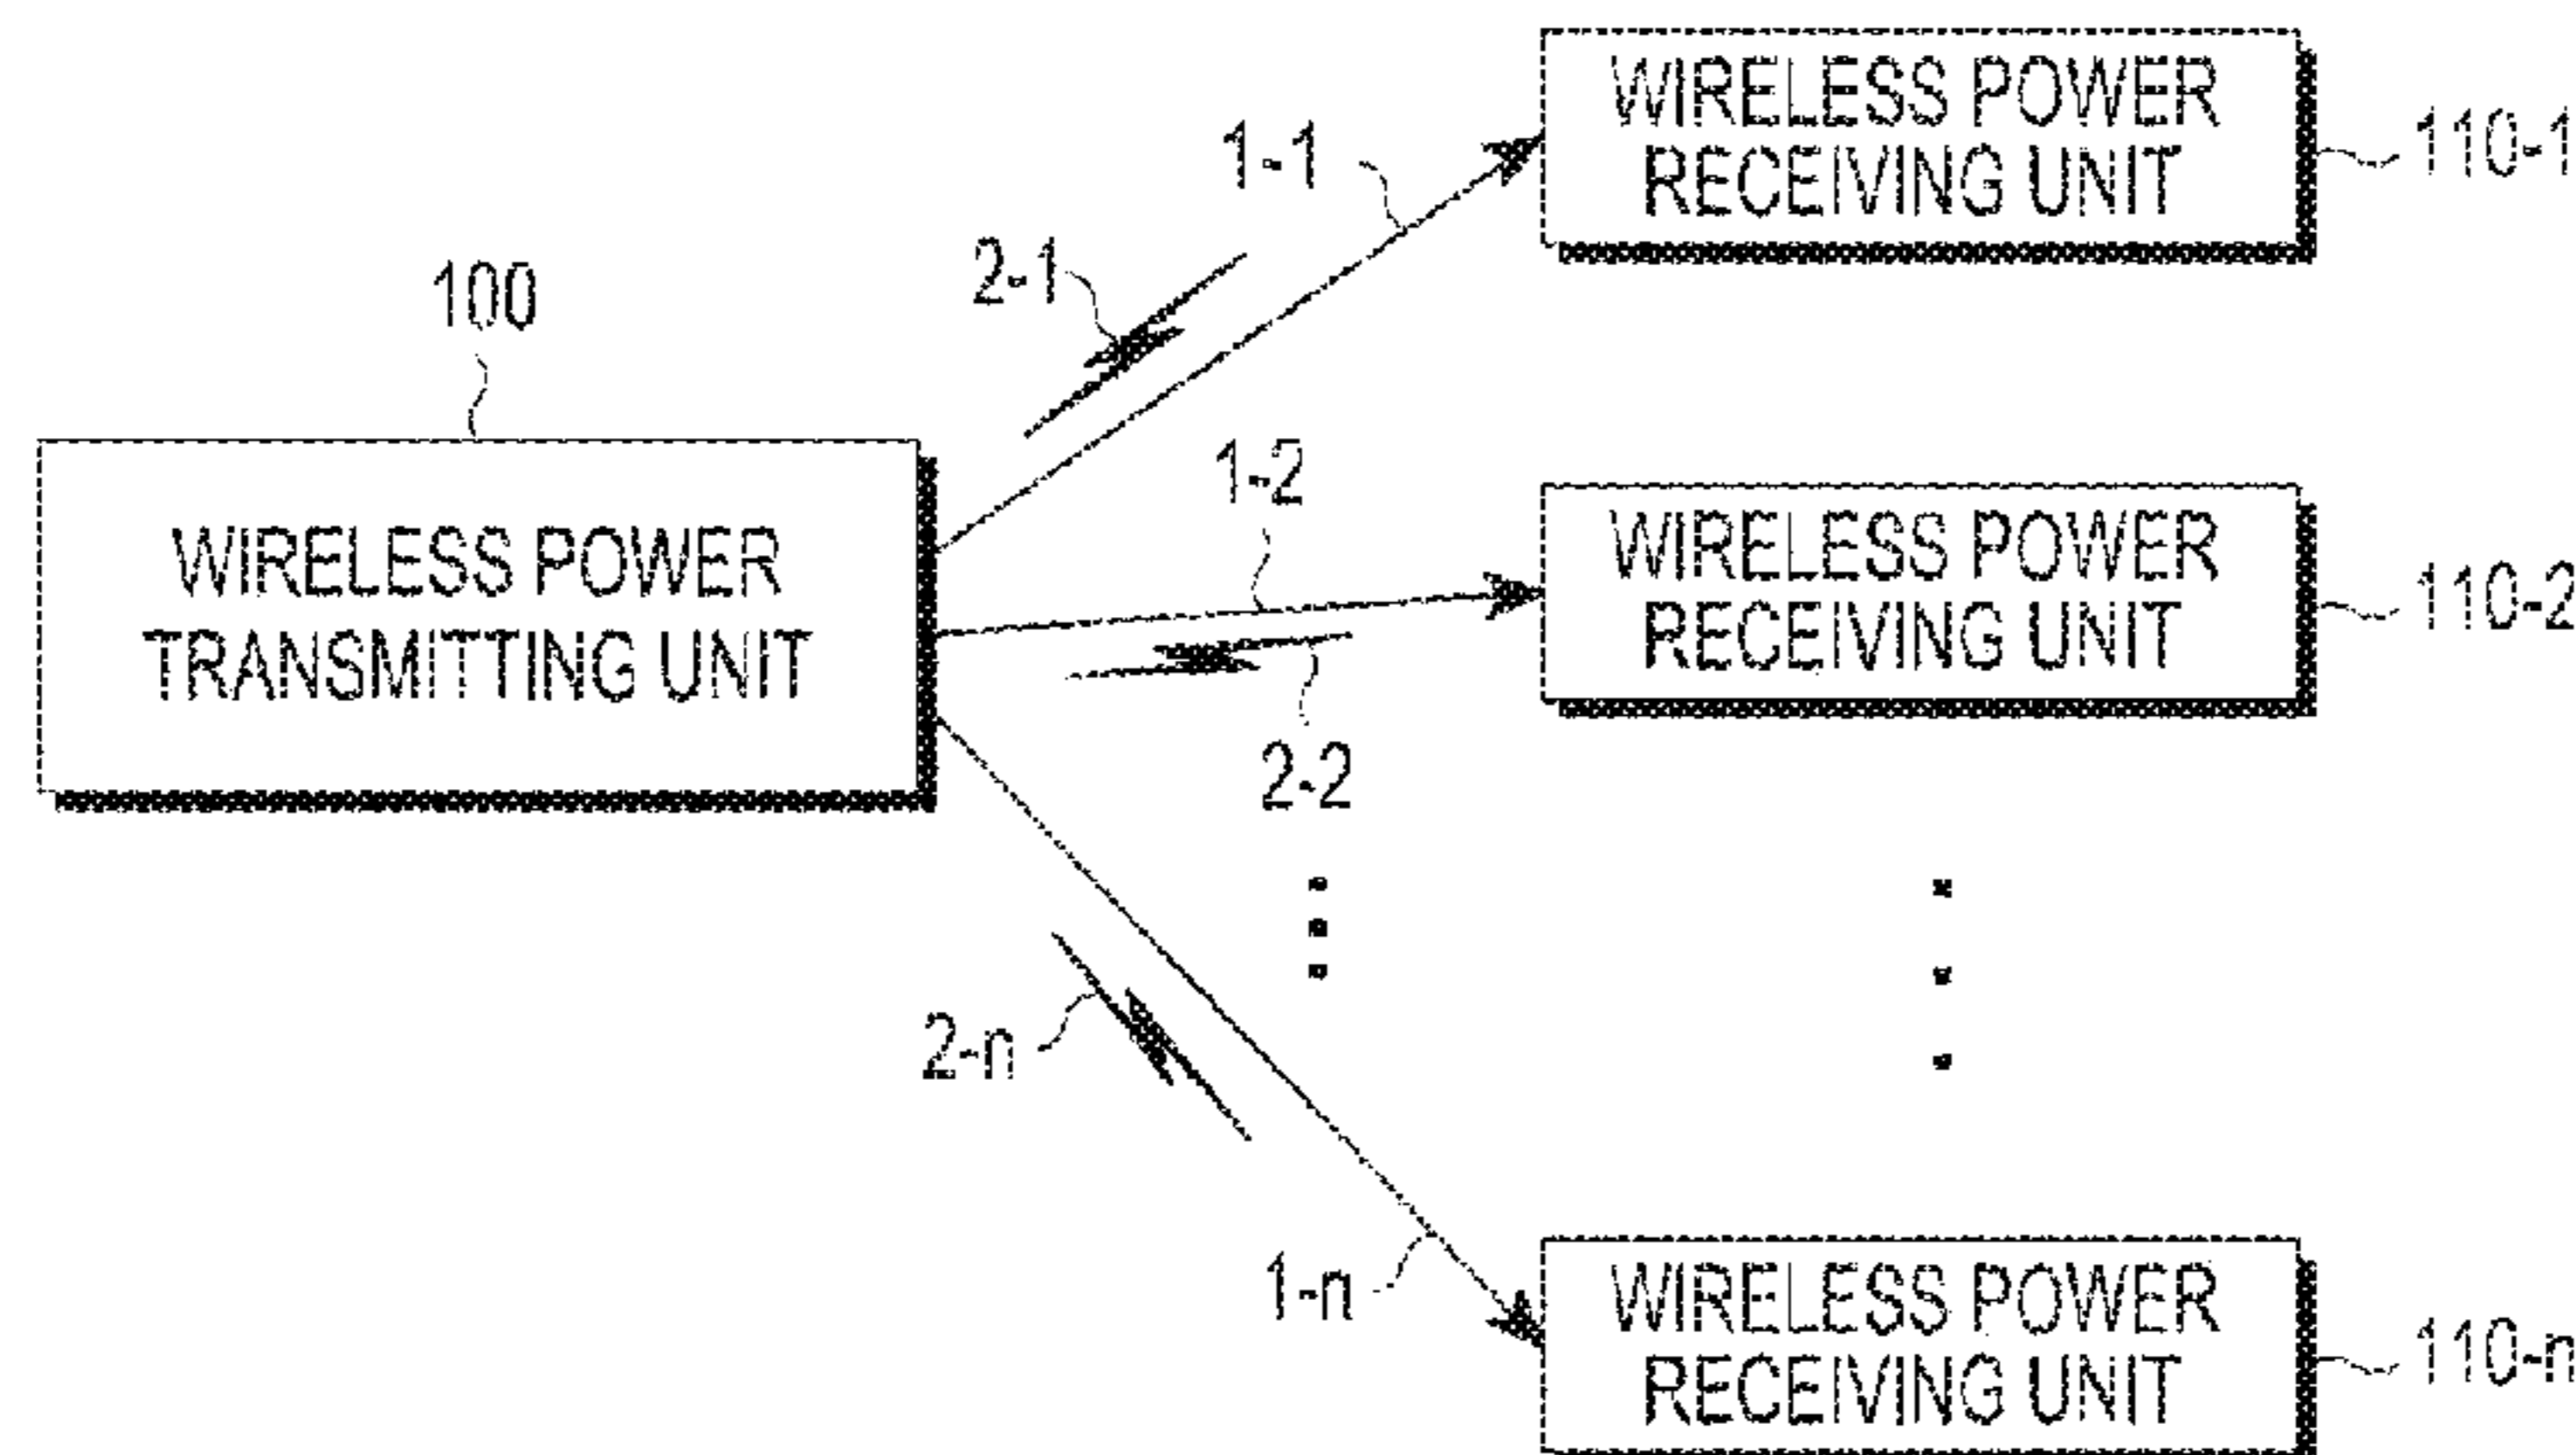 WIRELESS POWER
RECEIVING UNIT
110-1
1-1
2-1
100
WIRELESS POWER
TRANSMITTING UNIT
1-2
WIRELESS POWER
RECEIVING UNIT
110-2
2-2
2-n
1-n
WIRELESS POWER
RECEIVING UNIT
110-n